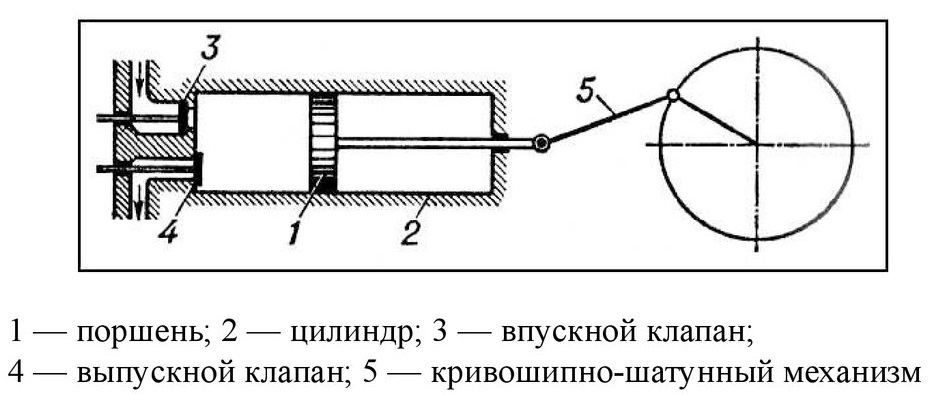 3
5
4
1
2
1 — поршень; 2 — цилиндр; 3 — впускной клапан;
4 — выпускной клапан; 5 — кривошипно-шатунный механизм